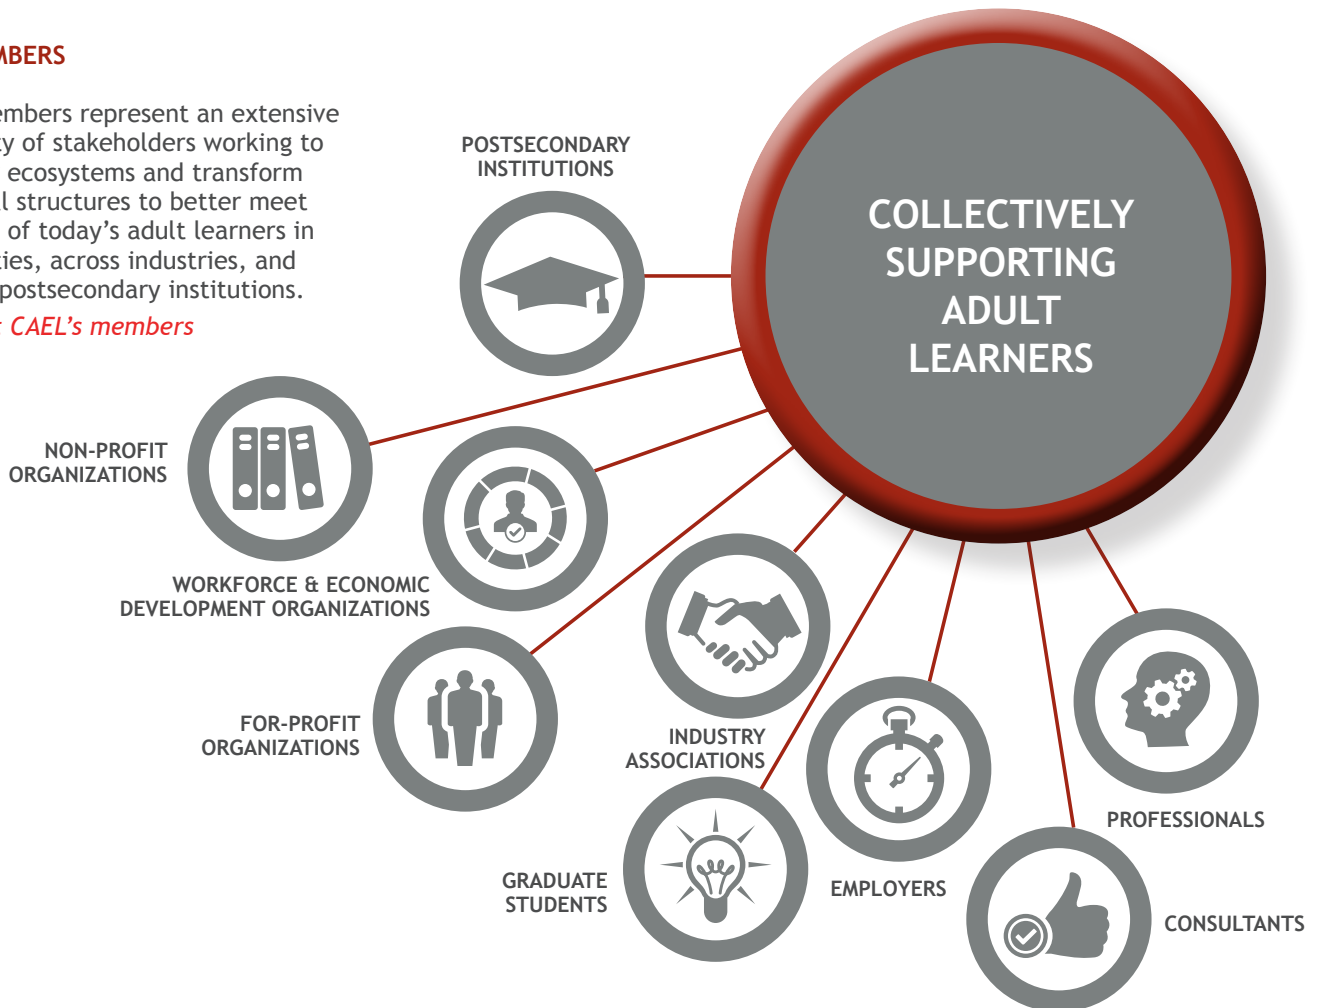 MBERS
embers represent an extensive
ty of stakeholders working to
ecosystems and transform
l structures to better meet
of today's adult learners in
ties, across industries, and
postsecondary institutions.
: CAEL's members
POSTSECONDARY
INSTITUTIONS
COLLECTIVELY
SUPPORTING
ADULT
LEARNERS
NON-PROFIT
ORGANIZATIONS
WORKFORCE & ECONOMIC
DEVELOPMENT ORGANIZATIONS
FOR-PROFIT
ORGANIZATIONS
INDUSTRY
ASSOCIATIONS
GRADUATE
STUDENTS
EMPLOYERS
PROFESSIONALS
CONSULTANTS